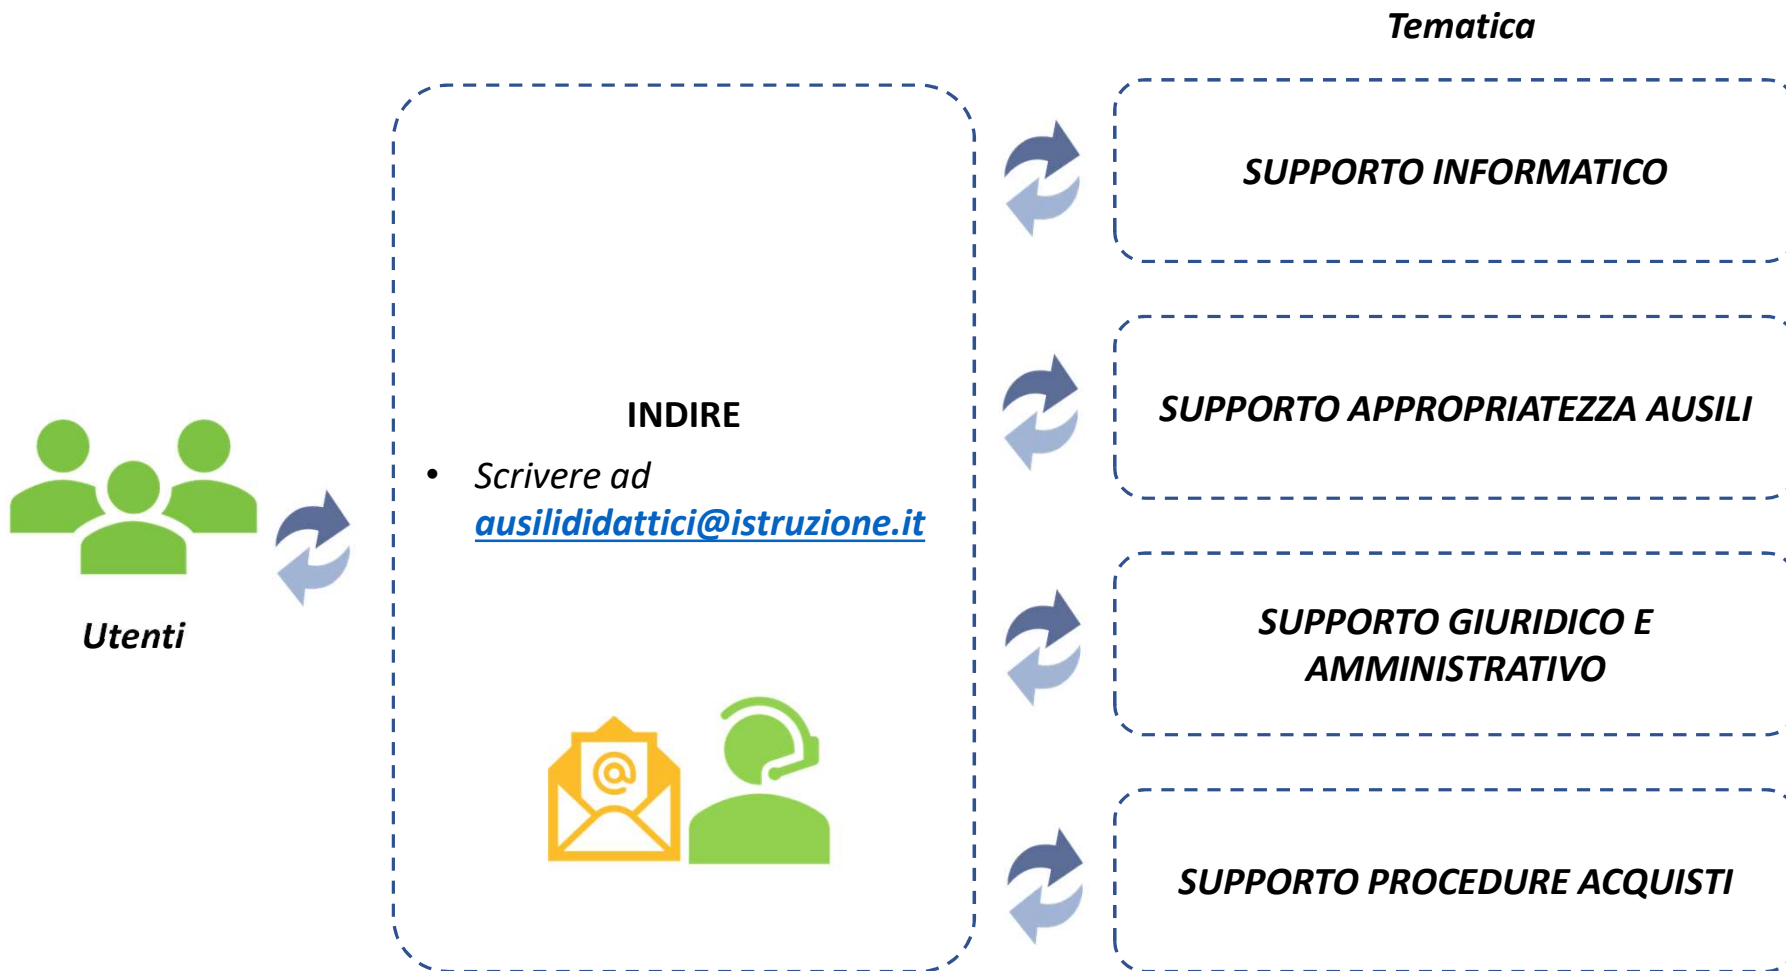 Tematica
SUPPORTO INFORMATICO
SUPPORTO APPROPRIATEZZA AUSILI
INDIRE
• Scrivere ad
ausilididattici@istruzione.it
Utenti
SUPPORTO GIURIDICO E
AMMINISTRATIVO
SUPPORTO PROCEDURE ACQUISTI